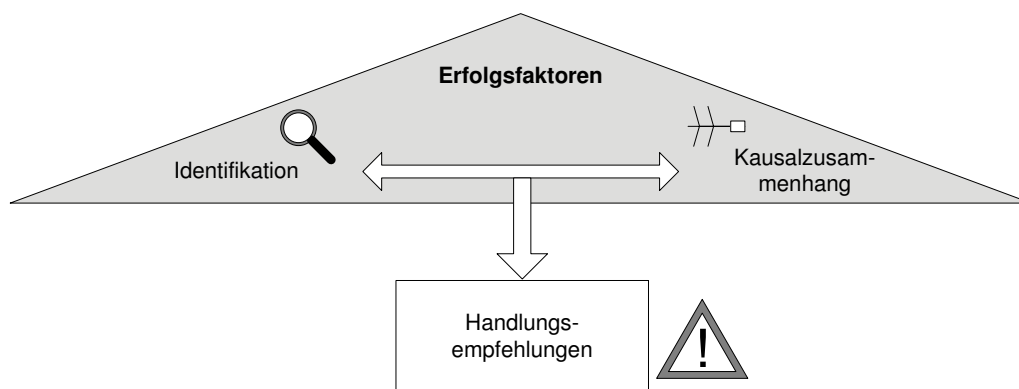 Erfolgsfaktoren
Identifikation
Kausalzusam-
menhang
Handlungs-
empfehlungen
!